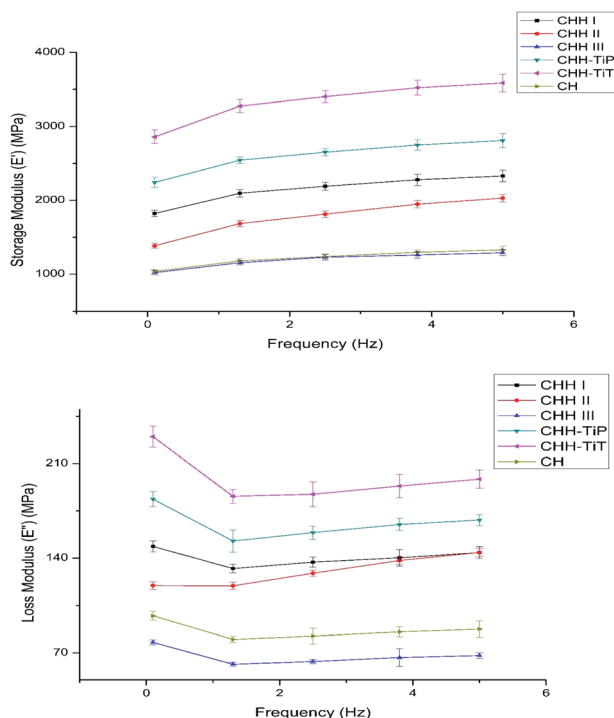 CHH I
CHH II
CHH III
CHH-TiP
CHH-TiT
CH
4000
3000
2000
1000
Storage Modulus (E') (MPa)
0 2 4 6
Frequency (Hz)
CHH I
CHH II
CHH III
CHH-TiP
CHH-TiT
CH
210
140
70
Loss Modulus (E") (MPa)
0 2 4 6
Frequency (Hz)